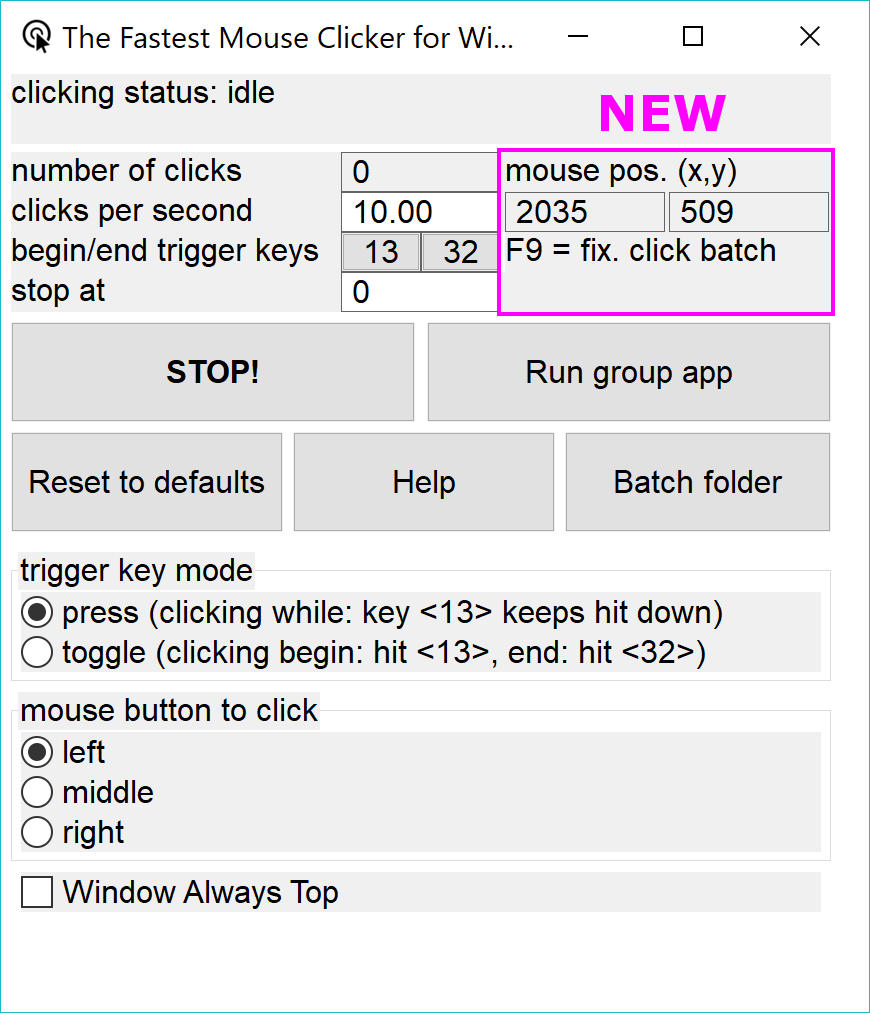 The Fastest Mouse Clicker for Wi...
clicking status: idle
NEW
number of clicks 0 mouse pos. (x,y)
clicks per second 10.00 2035 509
begin/end trigger keys 13 32 F9 = fix. click batch
stop at 0
STOP! Run group app
Reset to defaults Help Batch folder
trigger key mode
press (clicking while: key <13> keeps hit down)
toggle (clicking begin: hit <13>, end: hit <32>)
mouse button to click
left
middle
right
Window Always Top